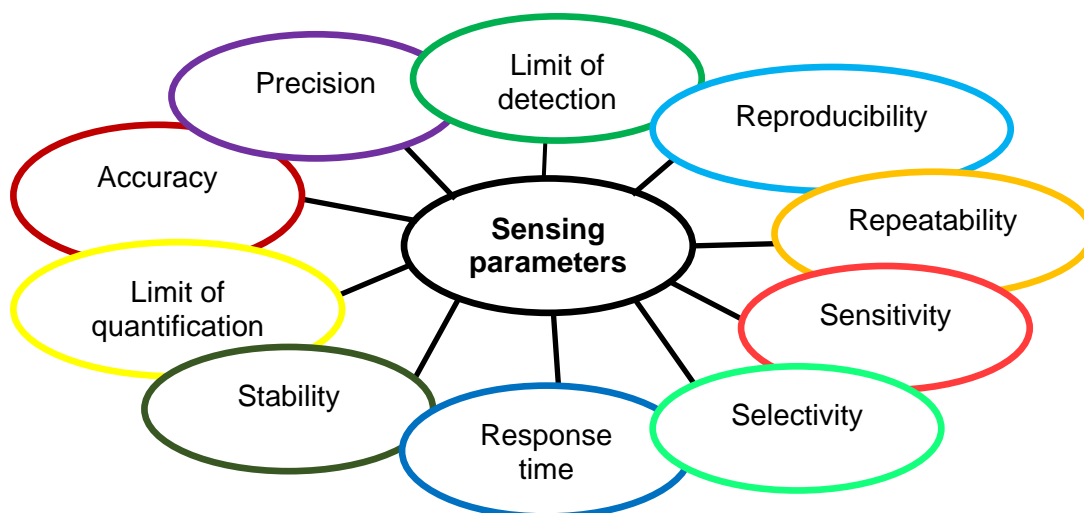 Limit of
detection
Precision
Reproducibility
Accuracy
Repeatability
Sensing
parameters
Limit of
quantification
Sensitivity
Stability
Selectivity
Response
time